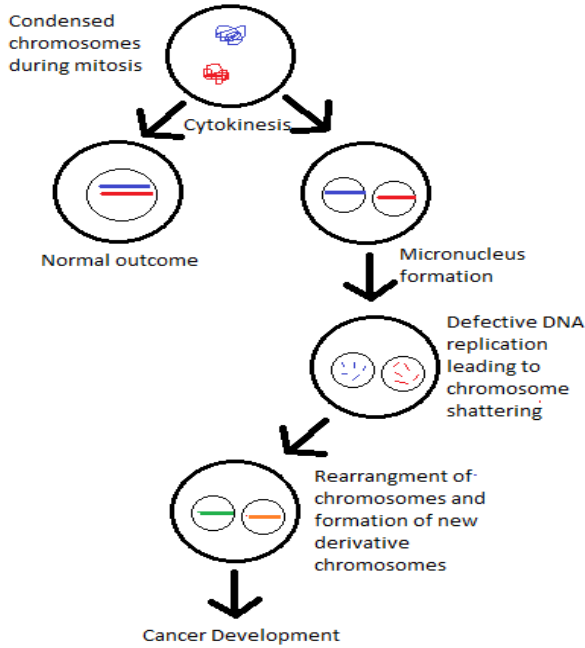 Condensed
chromosomes
during mitosis
Cytokinesis
Normal outcome
Micronucleus
formation
Defective DNA
replication
leading to
chromosome
shattering
Rearrangment of
chromosomes and
formation of new
derivative
chromosomes
Cancer Development